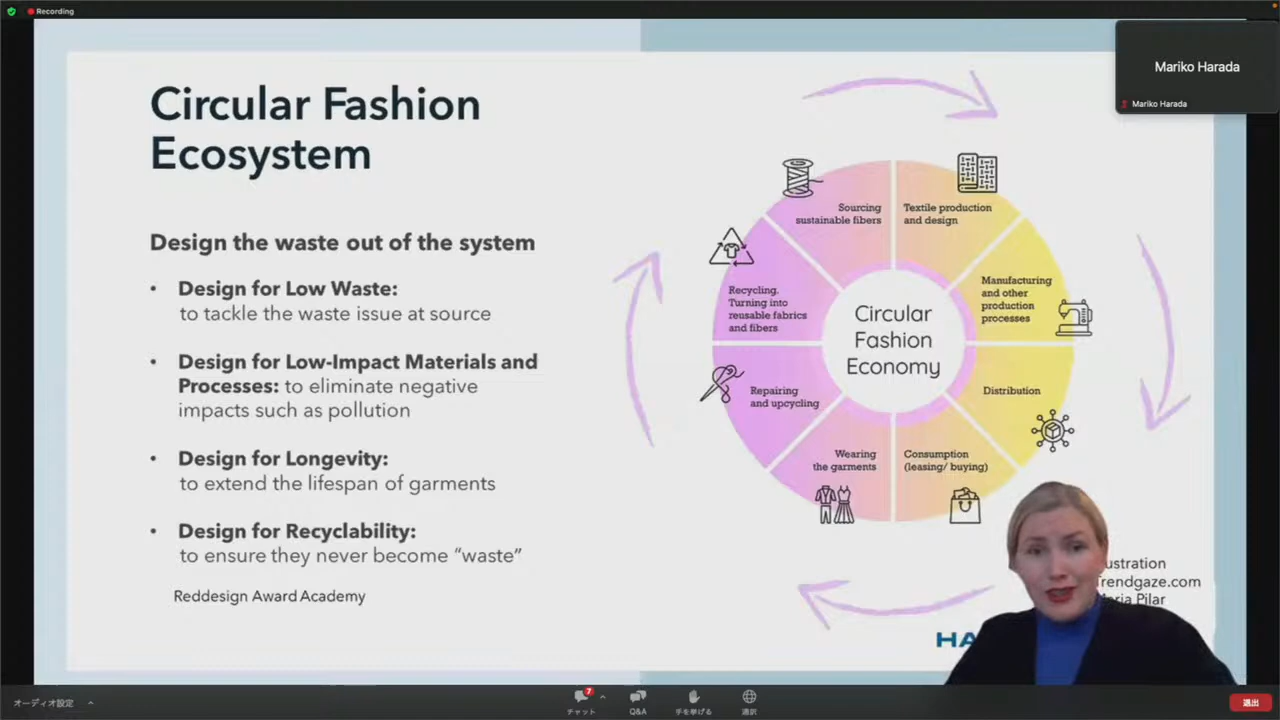 Recording
Mariko Harada
Mariko Harada
Circular Fashion
Ecosystem
Design the waste out of the system
• Design for Low Waste:
to tackle the waste issue at source
• Design for Low-Impact Materials and
Processes: to eliminate negative
impacts such as pollution
• Design for Longevity:
to extend the lifespan of garments
• Design for Recyclability:
to ensure they never become “waste”
Reddesign Award Academy
Sourcing
sustainable fibers
Textile production
and design
Manufacturing
and other
production
processes
Distribution
Consumption
(leasing/ buying)
Wearing
the garments
Repairing
and upcycling
Recycling.
Turning into
reusable fabrics
and fibers
Circular
Fashion
Economy
Trendgaze.com
Pilar
オーディオ設定
7
チャット
Q&A
手を挙げる
通訳
退出